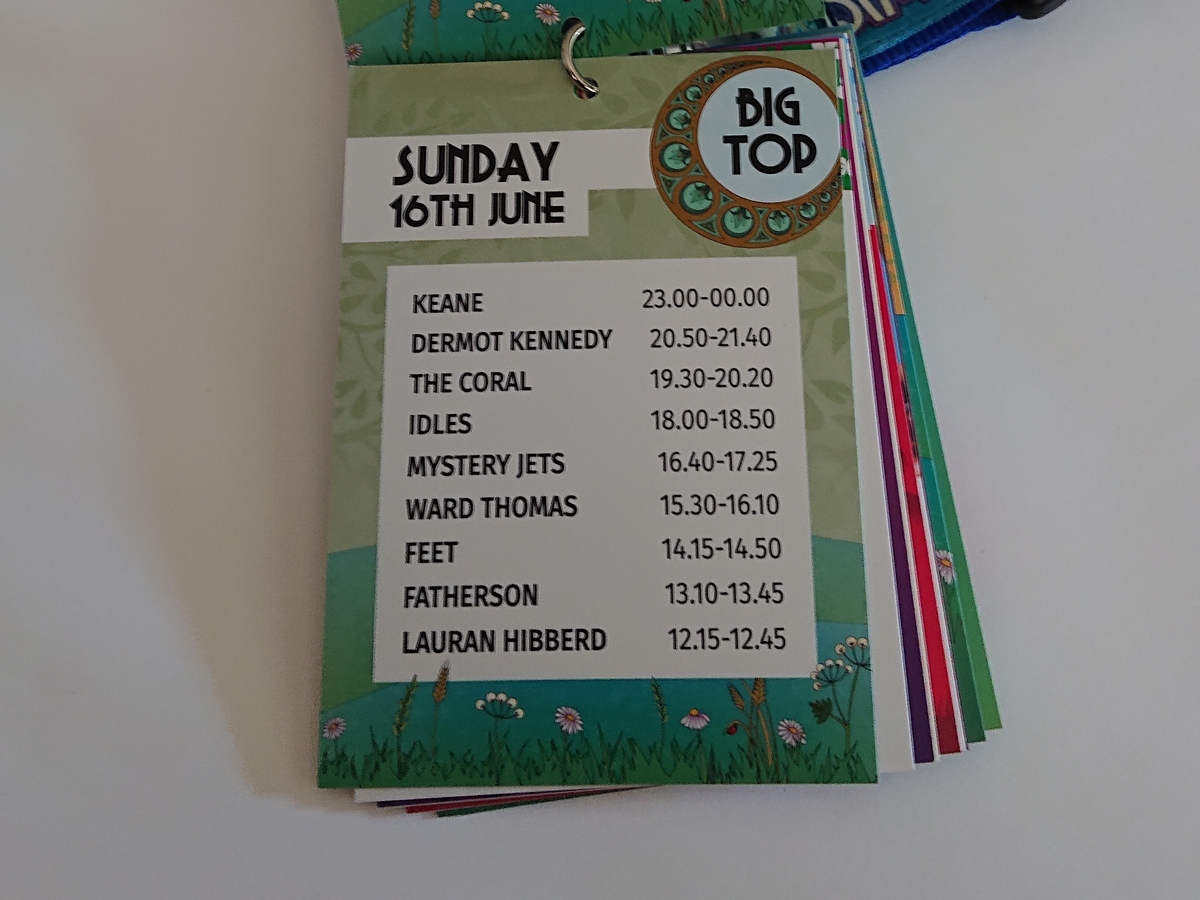 BIG
TOP
SUNDAY
16TH JUNE
KEANE 23.00-00.00
DERMOT KENNEDY 20.50-21.40
THE CORAL 19.30-20.20
IDLES 18.00-18.50
MYSTERY JETS 16.40-17.25
WARD THOMAS 15.30-16.10
FEET 14.15-14.50
FATHERSON 13.10-13.45
LAURAN HIBBERD 12.15-12.45